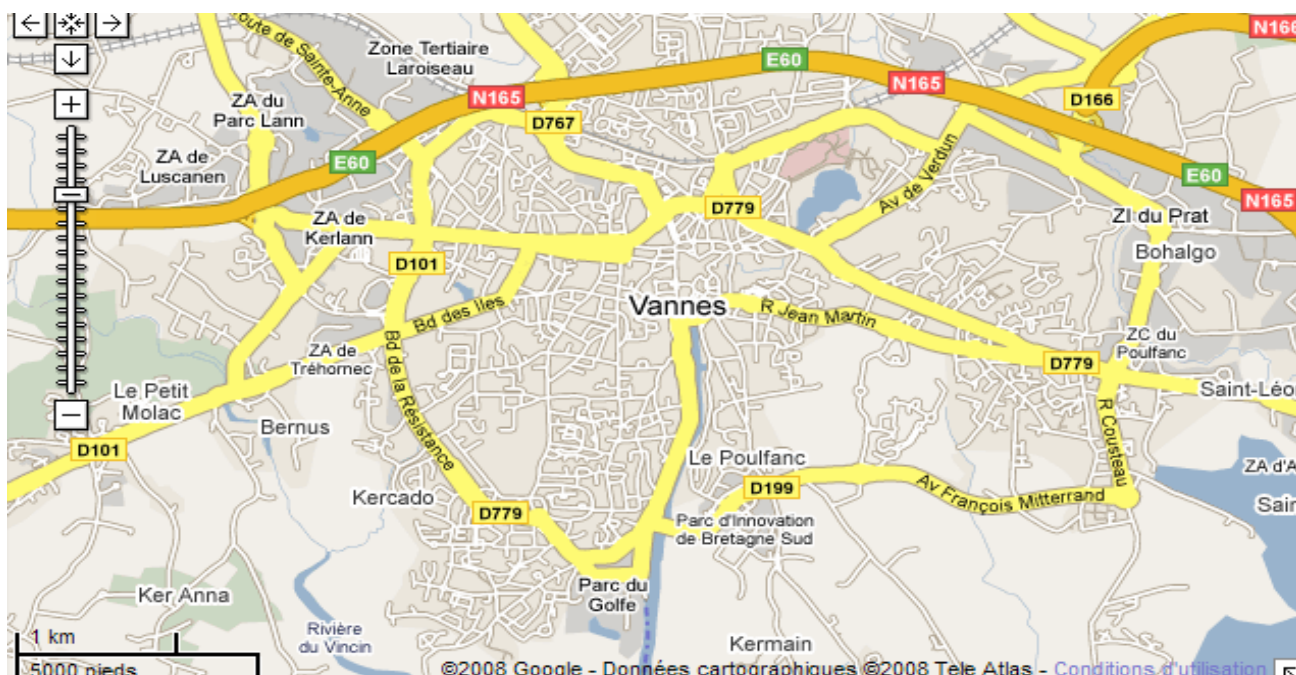 N166
Route de Sainte-Anne
Zone Tertiaire
Laroiseau
E60
N165
N165
D166
ZA du
Parc Lann
D767
ZA de
Luscanen
E60
Av de Verdun
E60
N165
ZA de
Kerlann
D779
ZI du Prat
Bohalgo
D101
Bd des Iles
Vannes
R Jean Martin
ZA de
Tréhornec
Bd de la Résistance
ZC du
Poulfanc
D779
Le Petit
Molac
Saint-Léo
Bernus
R Cousteau
D101
Le Poulfanc
ZA d'A
Kercado
D199
Av François Mitterrand
Sain
D779
Parc d'Innovation
de Bretagne Sud
Parc du
Golfe
Ker Anna
Rivière
du Vincin
1 km
Kermain
5000 pieds
©2008 Google - Données cartographiques ©2008 Tele Atlas - Conditions d'utilisation